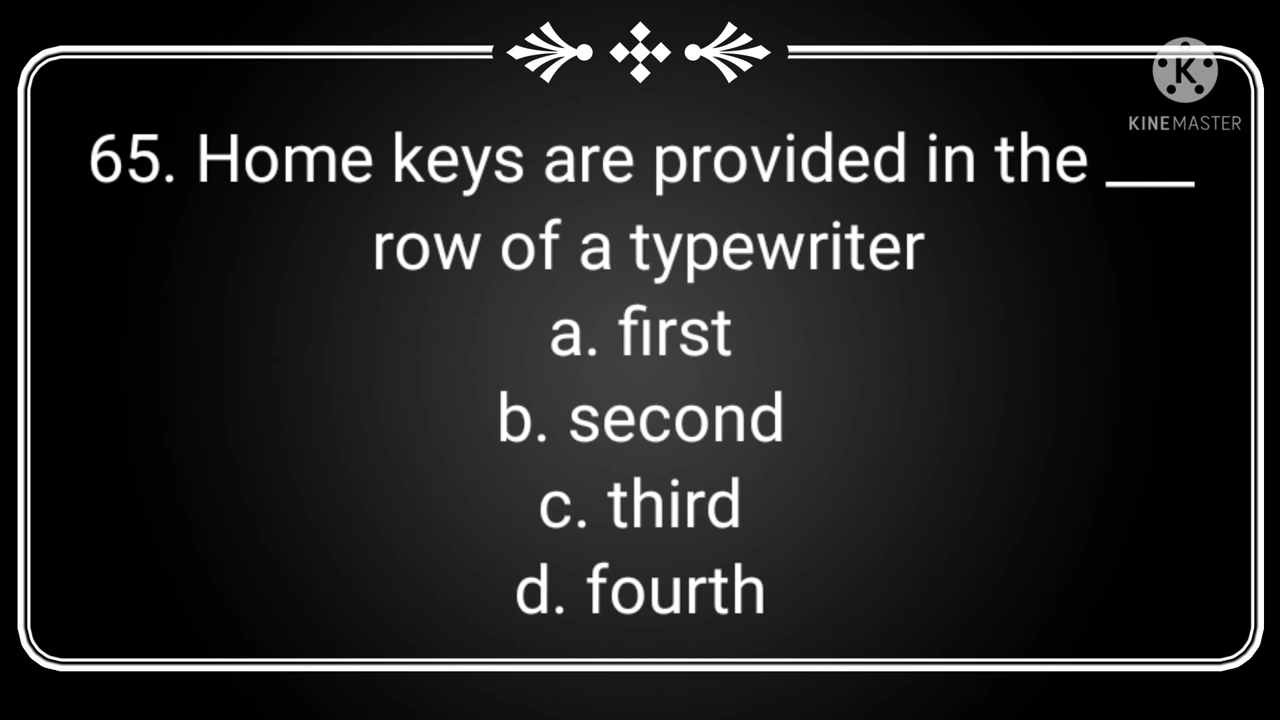 K
KINEMASTER
65. Home keys are provided in the ___
row of a typewriter
a. first
b. second
c. third
d. fourth